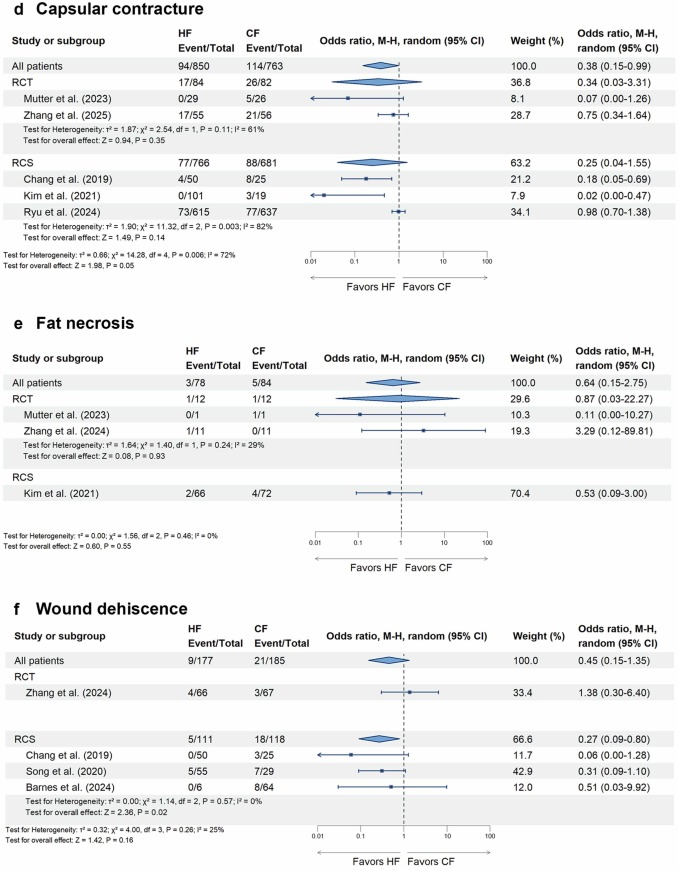 d Capsular contracture
Study or subgroup HF Event/Total CF Event/Total Odds ratio, M-H, random (95% CI) Weight (%) Odds ratio, M-H, random (95% CI)
All patients 94/850 114/763 100.0 0.38 (0.15-0.99)
RCT 17/84 26/82 36.8 0.34 (0.03-3.31)
Mutter et al. (2023) 0/29 5/26 8.1 0.07 (0.00-1.26)
Zhang et al. (2025) 17/55 21/56 28.7 0.75 (0.34-1.64)
Test for Heterogeneity: τ² = 1.87; χ² = 2.54, df = 1, P = 0.11; I² = 61%
Test for overall effect: Z = 0.94, P = 0.35
RCS 77/766 88/681 63.2 0.25 (0.04-1.55)
Chang et al. (2019) 4/50 8/25 21.2 0.18 (0.05-0.69)
Kim et al. (2021) 0/101 3/19 7.9 0.02 (0.00-0.47)
Ryu et al. (2024) 73/615 77/637 34.1 0.98 (0.70-1.38)
Test for Heterogeneity: τ² = 1.90; χ² = 11.32, df = 2, P = 0.003; I² = 82%
Test for overall effect: Z = 1.49, P = 0.14
Test for Heterogeneity: τ² = 0.66; χ² = 14.28, df = 4, P = 0.006; I² = 72%
Test for overall effect: Z = 1.98, P = 0.05
0.01 0.1 1 10 100
Favors HF Favors CF
e Fat necrosis
Study or subgroup HF Event/Total CF Event/Total Odds ratio, M-H, random (95% CI) Weight (%) Odds ratio, M-H, random (95% CI)
All patients 3/78 5/84 100.0 0.64 (0.15-2.75)
RCT 1/12 1/12 29.6 0.87 (0.03-22.27)
Mutter et al. (2023) 0/1 1/1 10.3 0.11 (0.00-10.27)
Zhang et al. (2024) 1/11 0/11 19.3 3.29 (0.12-89.81)
Test for Heterogeneity: τ² = 1.64; χ² = 1.40, df = 1, P = 0.24; I² = 29%
Test for overall effect: Z = 0.08, P = 0.93
RCS
Kim et al. (2021) 2/66 4/72 70.4 0.53 (0.09-3.00)
Test for Heterogeneity: τ² = 0.00; χ² = 1.56, df = 2, P = 0.46; I² = 0%
Test for overall effect: Z = 0.60, P = 0.55
0.01 0.1 1 10 100
Favors HF Favors CF
f Wound dehiscence
Study or subgroup HF Event/Total CF Event/Total Odds ratio, M-H, random (95% CI) Weight (%) Odds ratio, M-H, random (95% CI)
All patients 9/177 21/185 100.0 0.45 (0.15-1.35)
RCT
Zhang et al. (2024) 4/66 3/67 33.4 1.38 (0.30-6.40)
RCS 5/111 18/118 66.6 0.27 (0.09-0.80)
Chang et al. (2019) 0/50 3/25 11.7 0.06 (0.00-1.28)
Song et al. (2020) 5/55 7/29 42.9 0.31 (0.09-1.10)
Barnes et al. (2024) 0/6 8/64 12.0 0.51 (0.03-9.92)
Test for Heterogeneity: τ² = 0.00; χ² = 1.14, df = 2, P = 0.57; I² = 0%
Test for overall effect: Z = 2.36, P = 0.02
Test for Heterogeneity: τ² = 0.32; χ² = 4.00, df = 3, P = 0.26; I² = 25%
Test for overall effect: Z = 1.42, P = 0.16
0.01 0.1 1 10 100
Favors HF Favors CF